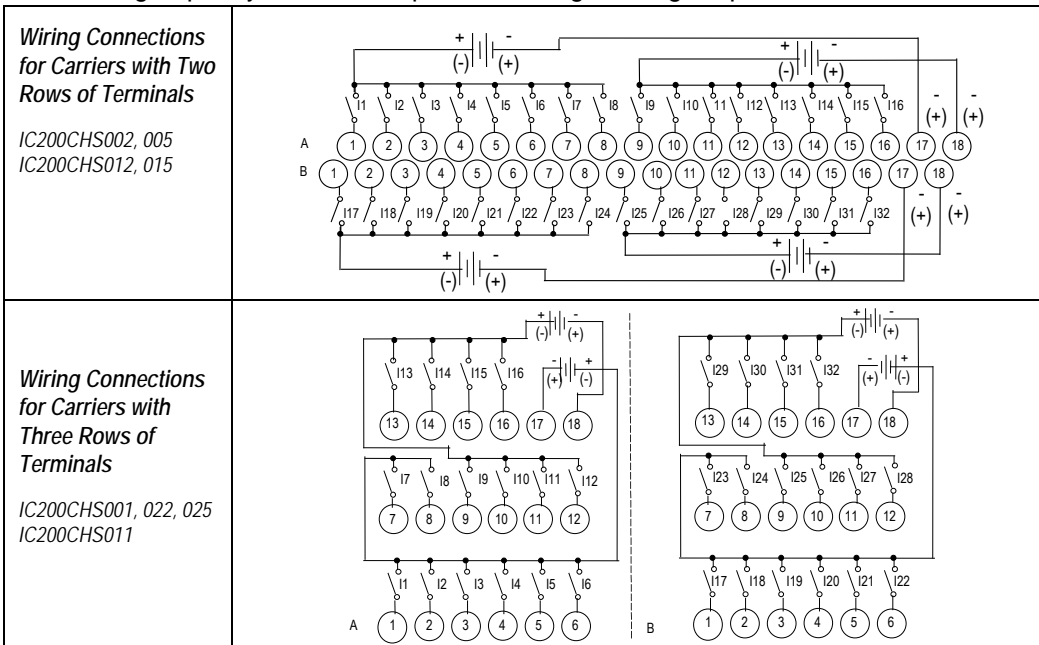 Wiring Connections
for Carriers with Two
Rows of Terminals
IC200CHS002, 005
IC200CHS012, 015
+ - + -
(-) (+) (-) (+)
I1 I2 I3 I4 I5 I6 I7 I8 I9 I10 I11 I12 I13 I14 I15 I16 - -
(+) (+)
A 1 2 3 4 5 6 7 8 9 10 11 12 13 14 15 16 17 18
B 1 2 3 4 5 6 7 8 9 10 11 12 13 14 15 16 17 18
I17 I18 I19 I20 I21 I22 I23 I24 I25 I26 I27 I28 I29 I30 I31 I32 - -
(+) (+)
+ - + -
(-) (+) (-) (+)
Wiring Connections
for Carriers with
Three Rows of
Terminals
IC200CHS001, 022, 025
IC200CHS011
+ -
(-) (+)
I13 I14 I15 I16 - +
(+) (-)
13 14 15 16 17 18
I7 I8 I9 I10 I11 I12
7 8 9 10 11 12
I1 I2 I3 I4 I5 I6
A 1 2 3 4 5 6
+ -
(-) (+)
I29 I30 I31 I32 - +
(+) (-)
13 14 15 16 17 18
I23 I24 I25 I26 I27 I28
7 8 9 10 11 12
I17 I18 I19 I20 I21 I22
B 1 2 3 4 5 6